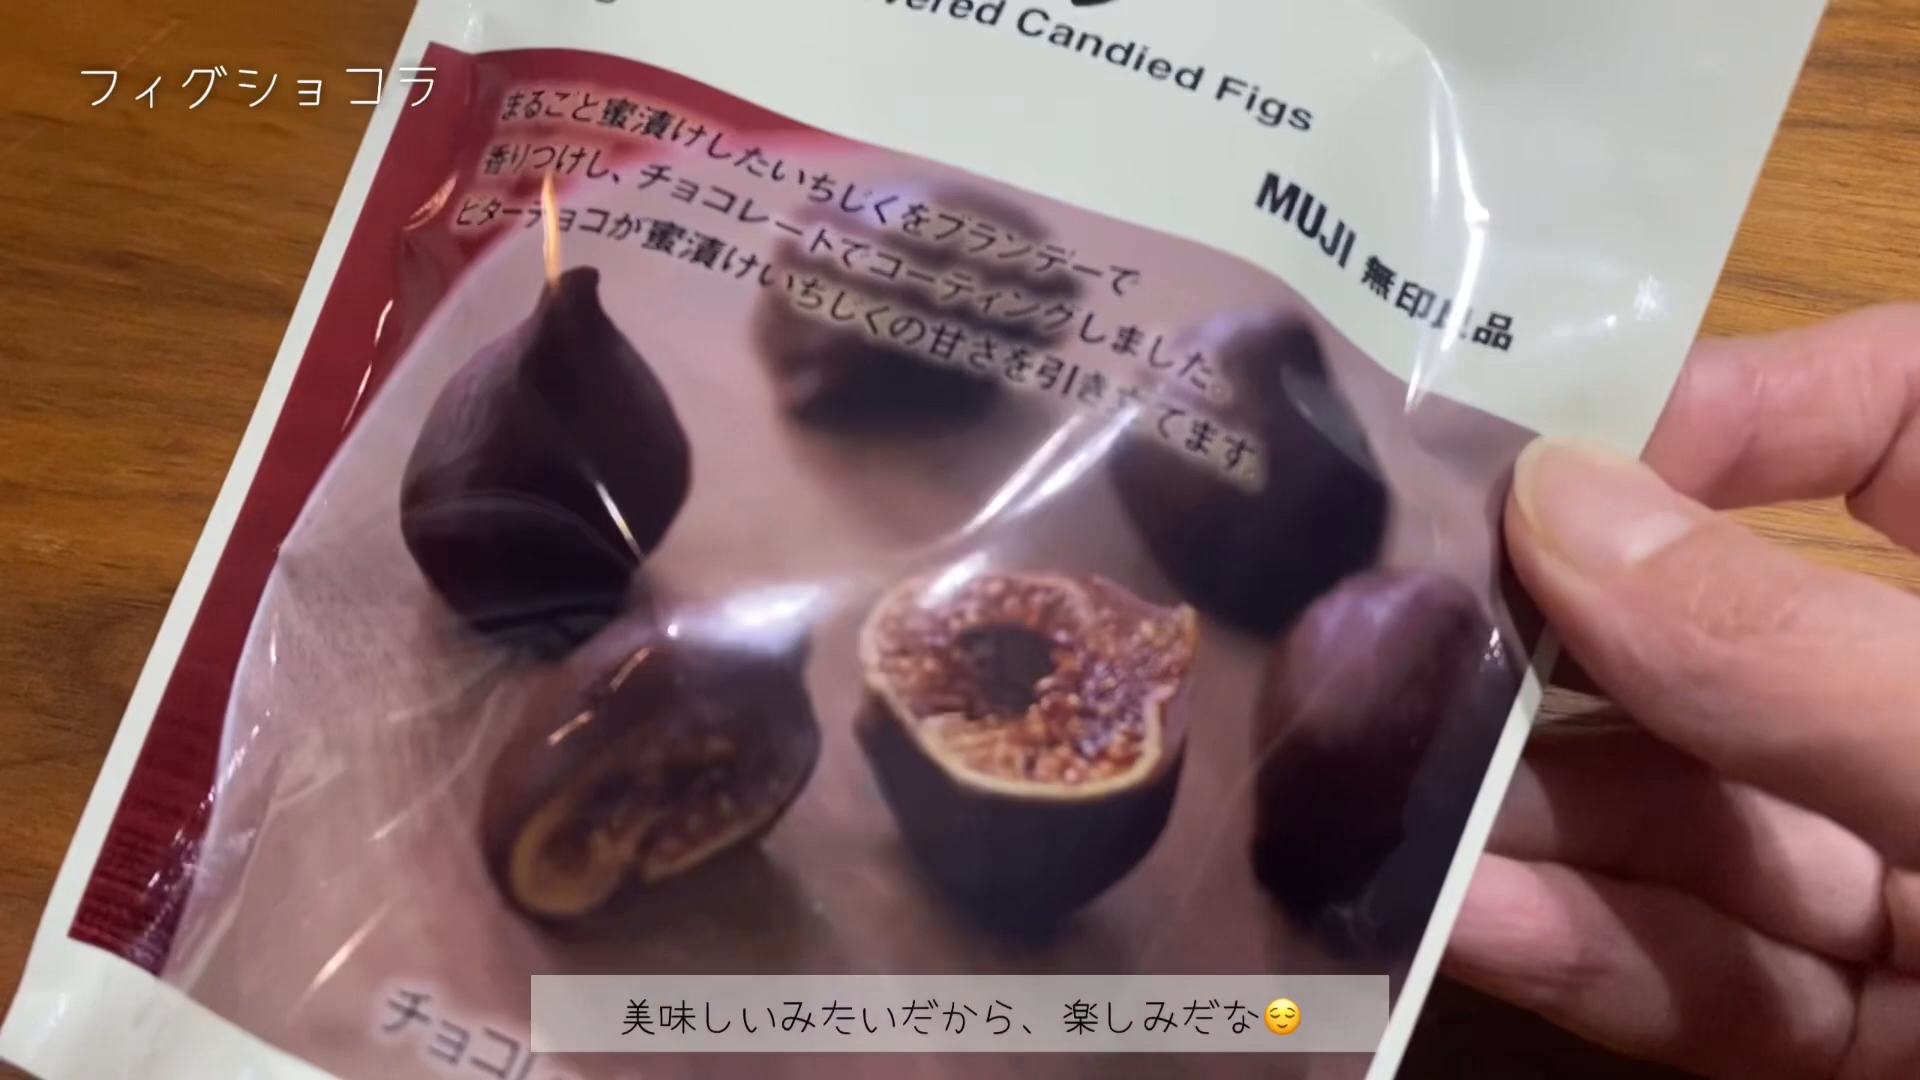 フィグショコラ
Candied Figs
まるごと蜜漬けしたいちじくをブランデーで
香りつけし、チョコレートでコーティングしました。
ビターチョコが蜜漬けいちじくの甘さを引き立てます。
MUJI 無印良品
美味しいみたいだから、楽しみだな😌